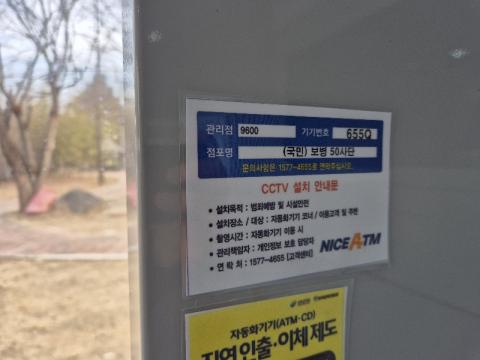 관리점 9600 기기번호 655Q
점포명 (국민) 보병 50사단
문의사항은 1577-4655로 연락주십시오.
CCTV 설치 안내문
• 설치목적 : 범죄예방 및 시설안전
• 설치장소 / 대상 : 자동화기기 코너 / 이용고객 및 주변
• 촬영시간 : 자동화기기 이용 시
• 관리책임자 : 개인정보 보호 담당자
• 연 락 처 : 1577-4655 [고객센터]
NICE ATM
자동화기기(ATM·CD)
지연 인출·이체 제도